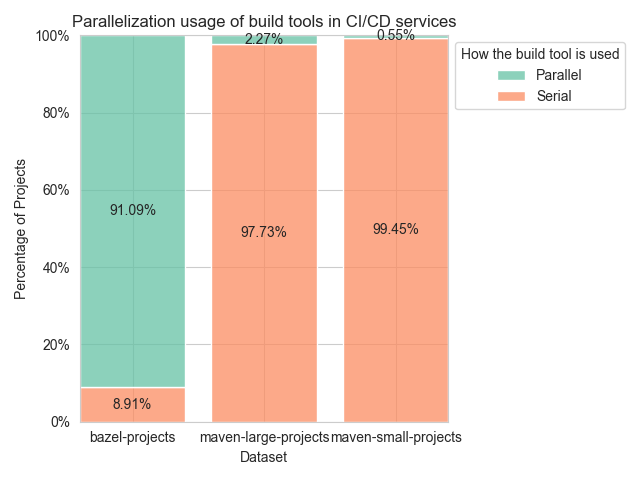 Parallelization usage of build tools in CI/CD services
100%
80%
60%
40%
20%
0%
Percentage of Projects
91.09%
8.91%
2.27%
97.73%
0.55%
99.45%
bazel-projects
maven-large-projects
maven-small-projects
Dataset
How the build tool is used
Parallel
Serial